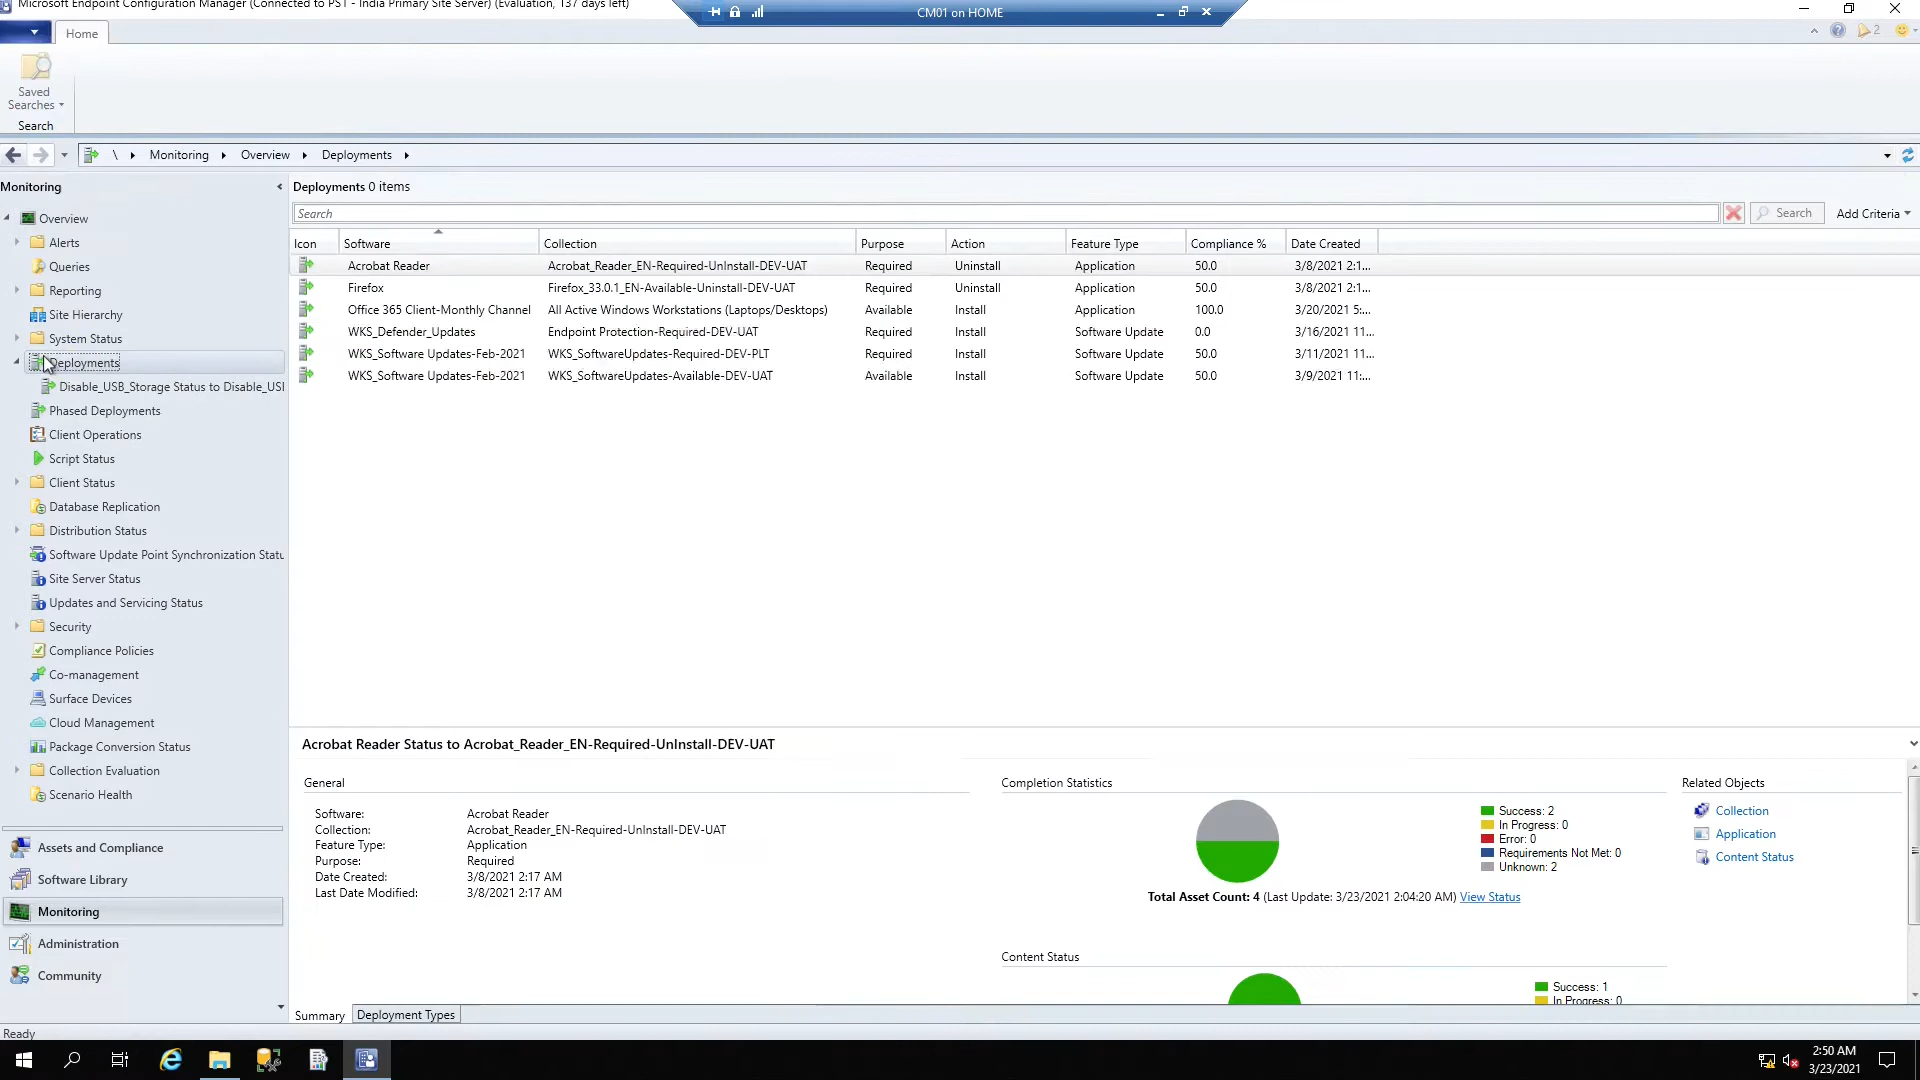 Microsoft Endpoint Configuration Manager (Connected to PST - India Primary Site Server) (Evaluation, 137 days left)
CM01 on HOME
Home
2
Saved
Searches
Search
\ Monitoring Overview Deployments
Monitoring
Deployments 0 items
Search
Search
Add Criteria
Icon Software Collection Purpose Action Feature Type Compliance % Date Created
Acrobat Reader Acrobat_Reader_EN-Required-UnInstall-DEV-UAT Required Uninstall Application 50.0 3/8/2021 2:1...
Firefox Firefox_33.0.1_EN-Available-Uninstall-DEV-UAT Required Uninstall Application 50.0 3/8/2021 2:1...
Office 365 Client-Monthly Channel All Active Windows Workstations (Laptops/Desktops) Available Install Application 100.0 3/20/2021 5:...
WKS_Defender_Updates Endpoint Protection-Required-DEV-UAT Required Install Software Update 0.0 3/16/2021 11...
WKS_Software Updates-Feb-2021 WKS_SoftwareUpdates-Required-DEV-PLT Required Install Software Update 50.0 3/11/2021 11...
WKS_Software Updates-Feb-2021 WKS_SoftwareUpdates-Available-DEV-UAT Available Install Software Update 50.0 3/9/2021 11:...
Overview
Alerts
Queries
Reporting
Site Hierarchy
System Status
Deployments
Disable_USB_Storage Status to Disable_USI
Phased Deployments
Client Operations
Script Status
Client Status
Database Replication
Distribution Status
Software Update Point Synchronization Statu
Site Server Status
Updates and Servicing Status
Security
Compliance Policies
Co-management
Surface Devices
Cloud Management
Package Conversion Status
Collection Evaluation
Scenario Health
Assets and Compliance
Software Library
Monitoring
Administration
Community
Acrobat Reader Status to Acrobat_Reader_EN-Required-UnInstall-DEV-UAT
General
Software: Acrobat Reader
Collection: Acrobat_Reader_EN-Required-UnInstall-DEV-UAT
Feature Type: Application
Purpose: Required
Date Created: 3/8/2021 2:17 AM
Last Date Modified: 3/8/2021 2:17 AM
Completion Statistics
Success: 2
In Progress: 0
Error: 0
Requirements Not Met: 0
Unknown: 2
Total Asset Count: 4 (Last Update: 3/23/2021 2:04:20 AM) View Status
Content Status
Success: 1
In Progress: 0
Related Objects
Collection
Application
Content Status
Summary Deployment Types
Ready
2:50 AM
3/23/2021